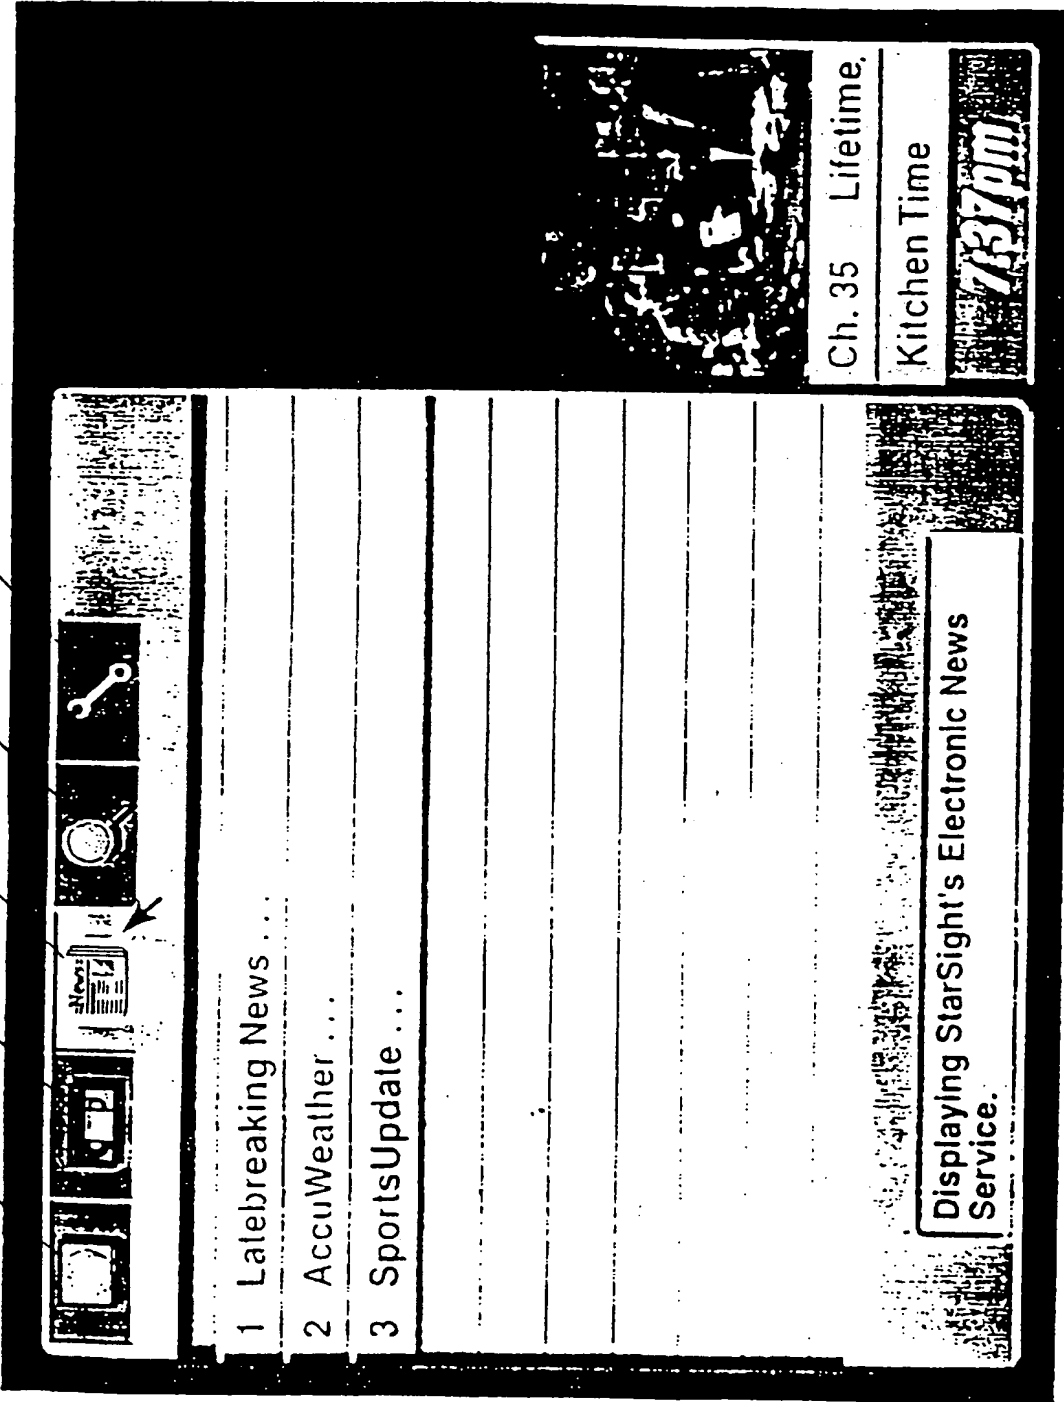 News
1 Latebreaking News...
2 AccuWeather...
3 SportsUpdate...
Displaying StarSight's Electronic News
Service.
Ch. 35 Lifetime
Kitchen Time
7:37pm